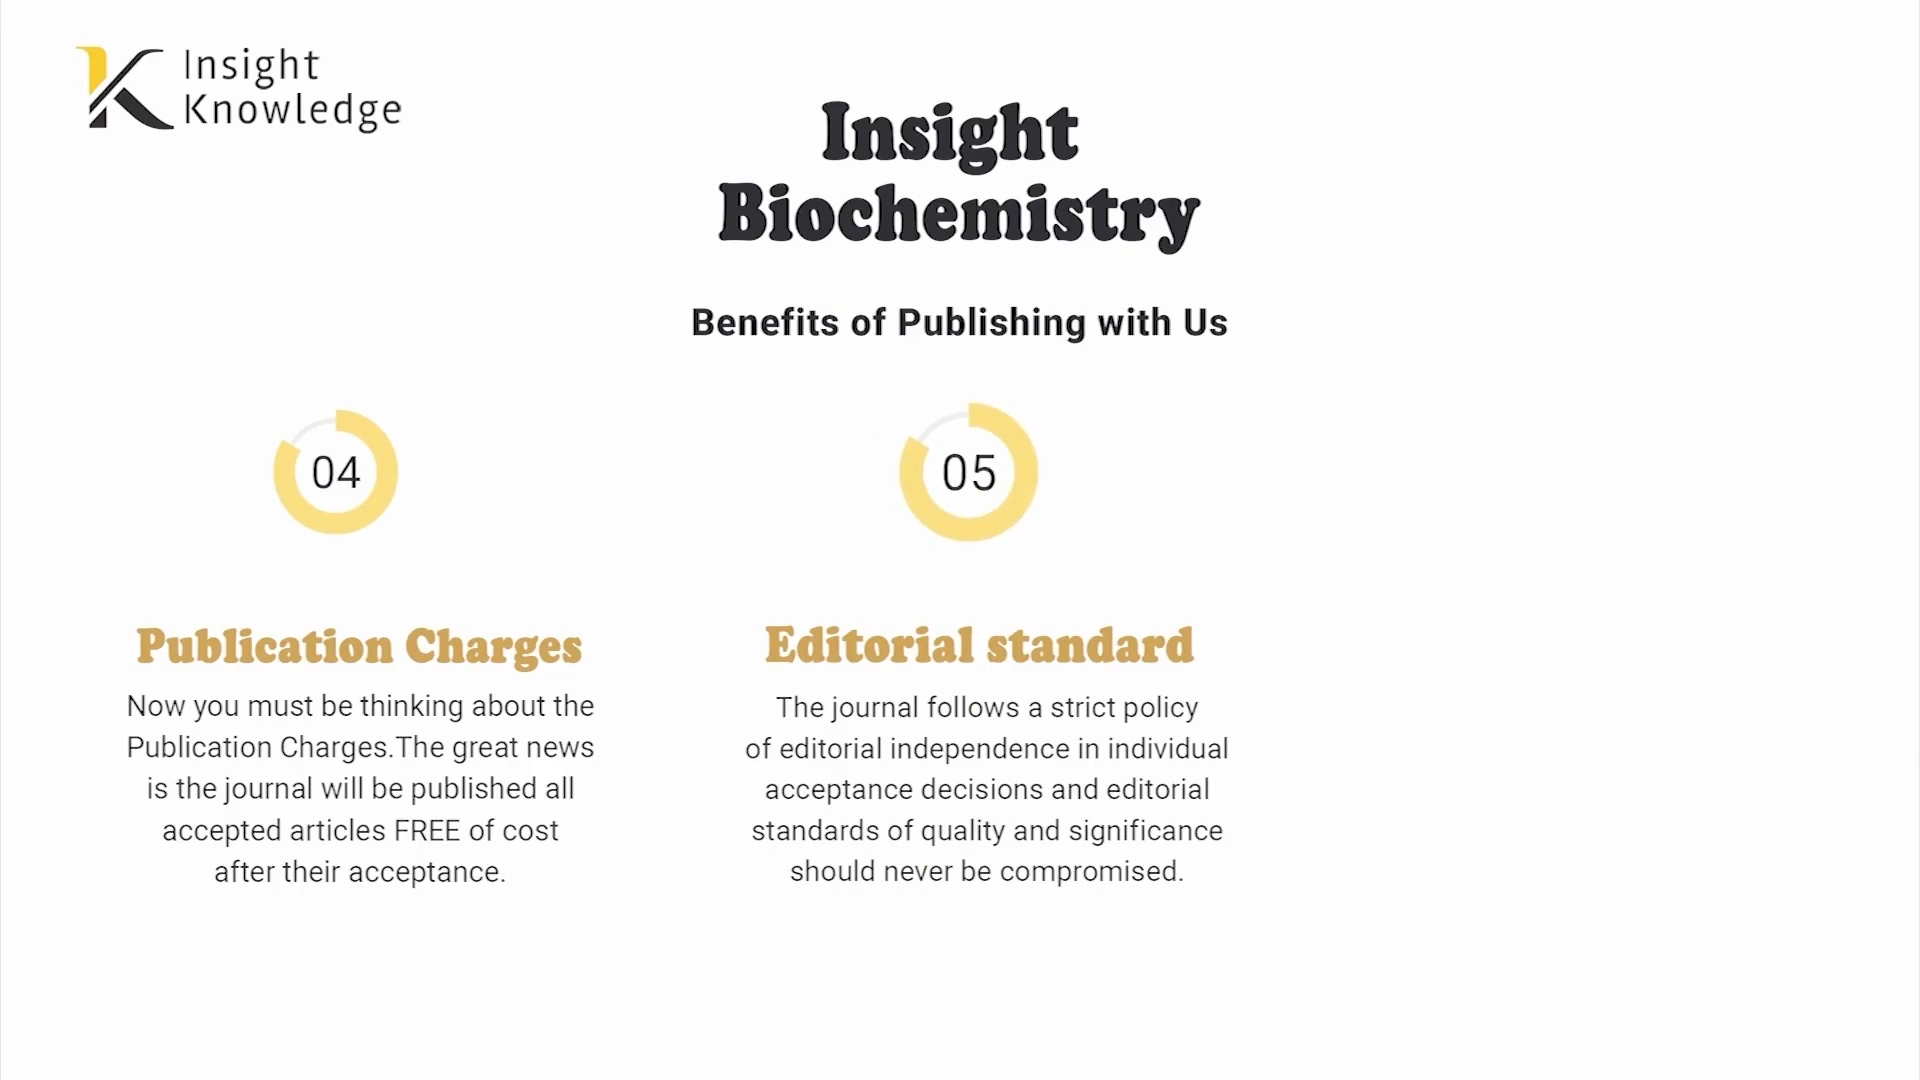 Insight
Knowledge
Insight
Biochemistry
Benefits of Publishing with Us
04
Publication Charges
Now you must be thinking about the
Publication Charges.The great news
is the journal will be published all
accepted articles FREE of cost
after their acceptance.
05
Editorial standard
The journal follows a strict policy
of editorial independence in individual
acceptance decisions and editorial
standards of quality and significance
should never be compromised.